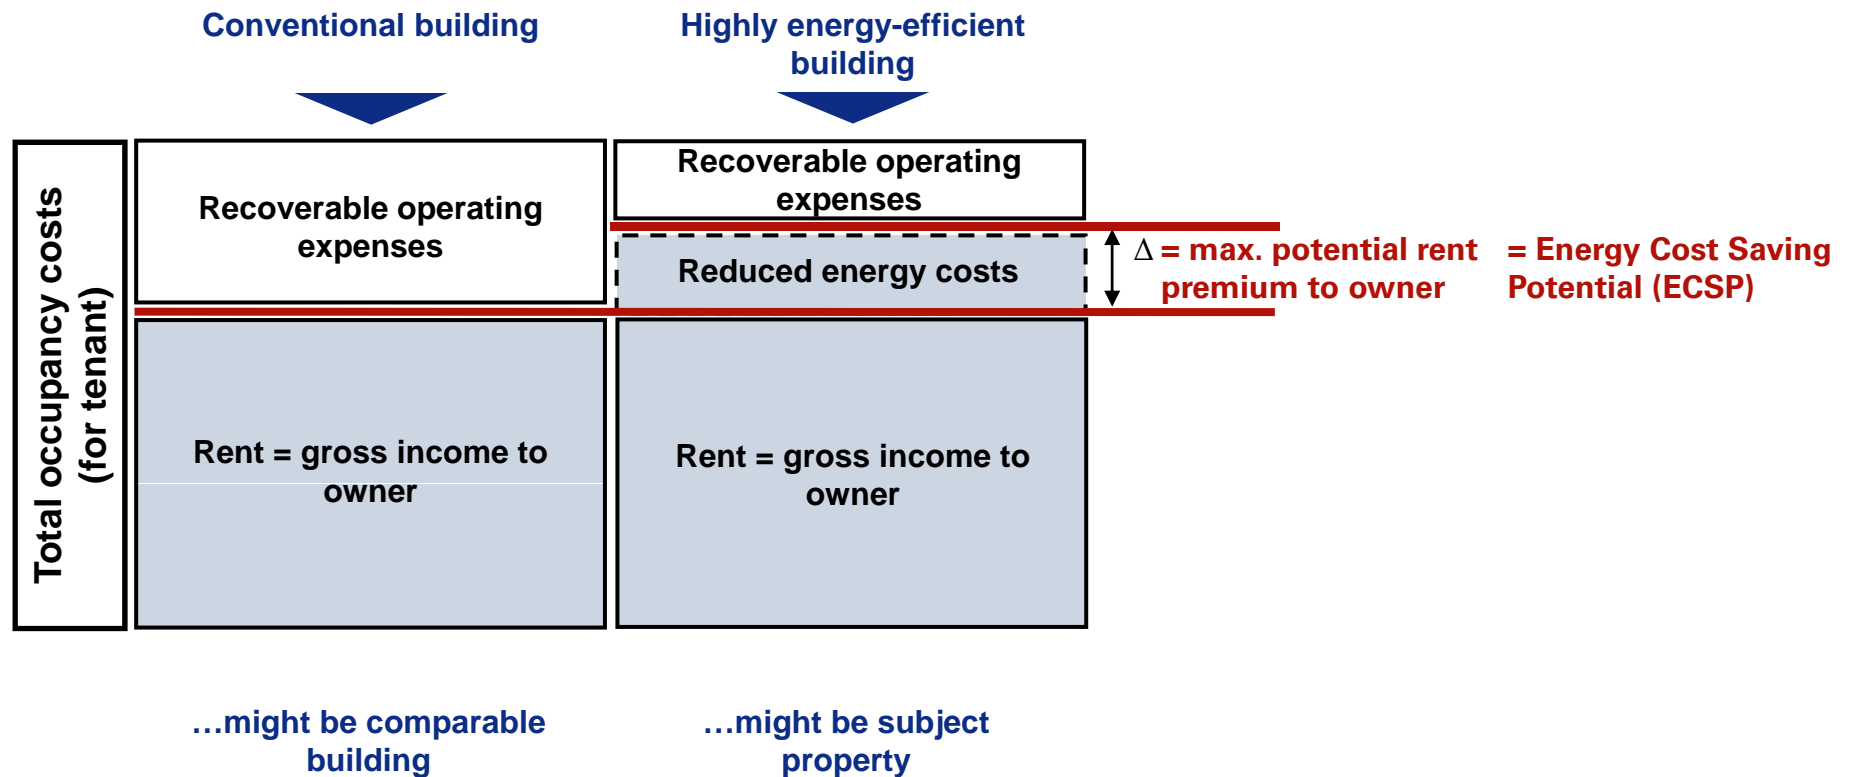 Conventional building
Highly energy-efficient
building
Total occupancy costs
(for tenant)
Recoverable operating
expenses
Recoverable operating
expenses
Reduced energy costs
Δ = max. potential rent
premium to owner
= Energy Cost Saving
Potential (ECSP)
Rent = gross income to
owner
Rent = gross income to
owner
…might be comparable
building
…might be subject
property